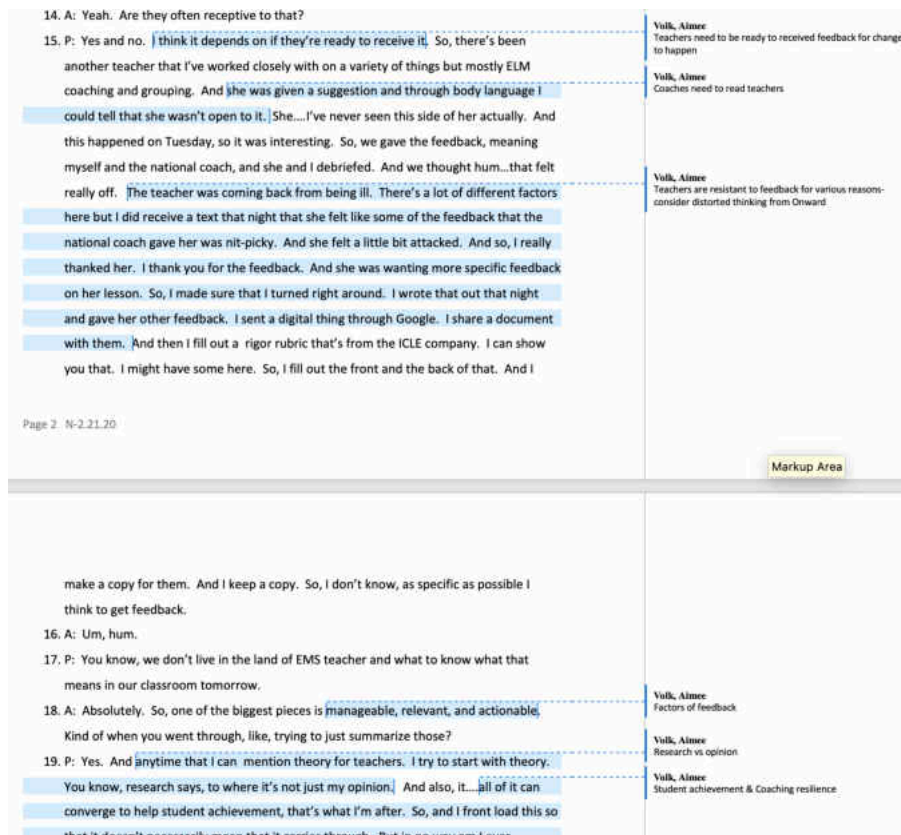 14. A: Yeah. Are they often receptive to that?
15. P: Yes and no. I think it depends on if they're ready to receive it. So, there's been
another teacher that I've worked closely with on a variety of things but mostly ELM
coaching and grouping. And she was given a suggestion and through body language I
could tell that she wasn't open to it. She....I've never seen this side of her actually. And
this happened on Tuesday, so it was interesting. So, we gave the feedback, meaning
myself and the national coach, and she and I debriefed. And we thought hum...that felt
really off. The teacher was coming back from being ill. There's a lot of different factors
here but I did receive a text that night that she felt like some of the feedback that the
national coach gave her was nit-picky. And she felt a little bit attacked. And so, I really
thanked her. I thank you for the feedback. And she was wanting more specific feedback
on her lesson. So, I made sure that I turned right around. I wrote that out that night
and gave her other feedback. I sent a digital thing through Google. I share a document
with them. And then I fill out a rigor rubric that's from the ICLE company. I can show
you that. I might have some here. So, I fill out the front and the back of that. And I
Page 2 N-2.21.20
Volk, Aimee
Teachers need to be ready to received feedback for change
to happen
Volk, Aimee
Coaches need to read teachers
Volk, Aimee
Teachers are resistant to feedback for various reasons-
consider distorted thinking from Onward
Markup Area
make a copy for them. And I keep a copy. So, I don't know, as specific as possible I
think to get feedback.
16. A: Um, hum.
17. P: You know, we don't live in the land of EMS teacher and what to know what that
means in our classroom tomorrow.
18. A: Absolutely. So, one of the biggest pieces is manageable, relevant, and actionable.
Kind of when you went through, like, trying to just summarize those?
19. P: Yes. And anytime that I can mention theory for teachers. I try to start with theory.
You know, research says, to where it's not just my opinion. And also, it....all of it can
converge to help student achievement, that's what I'm after. So, and I front load this so
Volk, Aimee
Factors of feedback
Volk, Aimee
Research vs opinion
Volk, Aimee
Student achievement & Coaching resilience